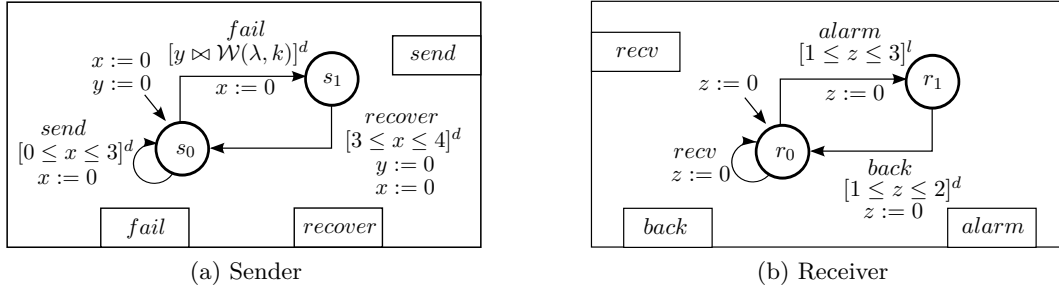 fail
[y ⋈ W(λ, k)]^d
x := 0
x := 0
y := 0
send
[0 ≤ x ≤ 3]^d
x := 0
s_0
s_1
send
recover
[3 ≤ x ≤ 4]^d
y := 0
x := 0
fail
recover
(a) Sender
recv
alarm
[1 ≤ z ≤ 3]^l
z := 0
z := 0
r_1
recv
z := 0
r_0
back
[1 ≤ z ≤ 2]^d
z := 0
back
alarm
(b) Receiver